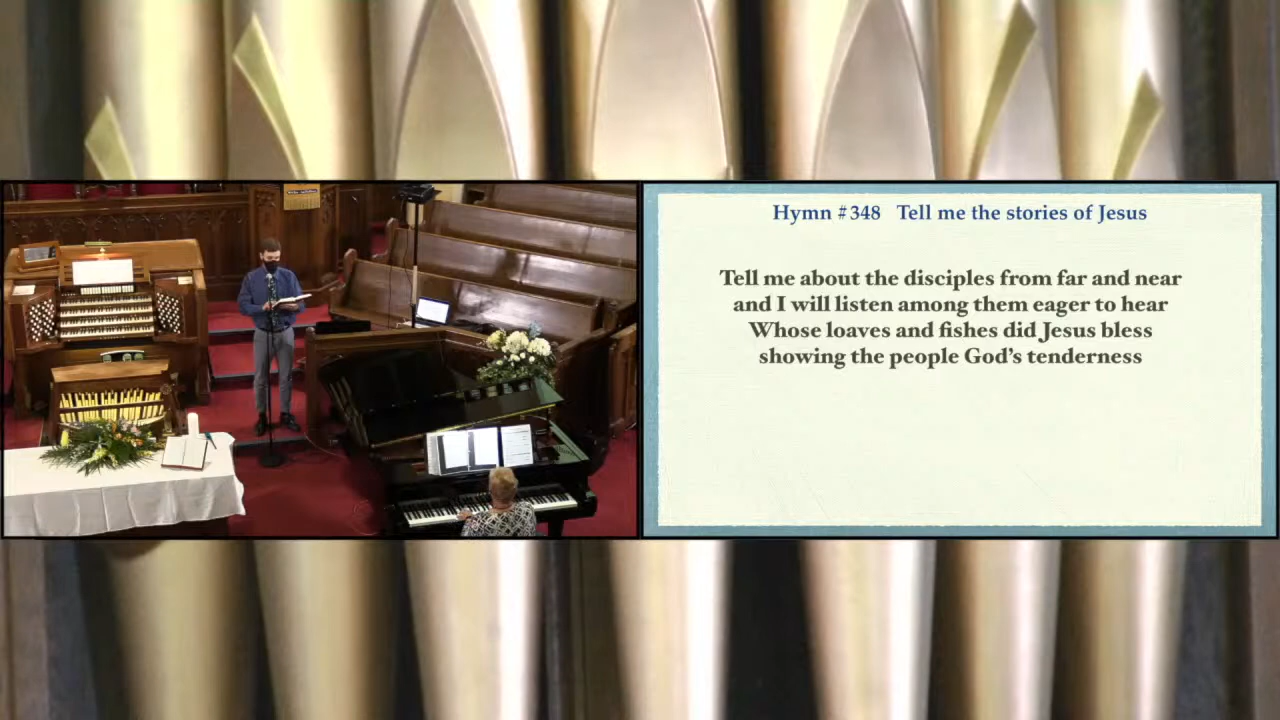 Hymn #348 Tell me the stories of Jesus
Tell me about the disciples from far and near
and I will listen among them eager to hear
Whose loaves and fishes did Jesus bless
showing the people God's tenderness